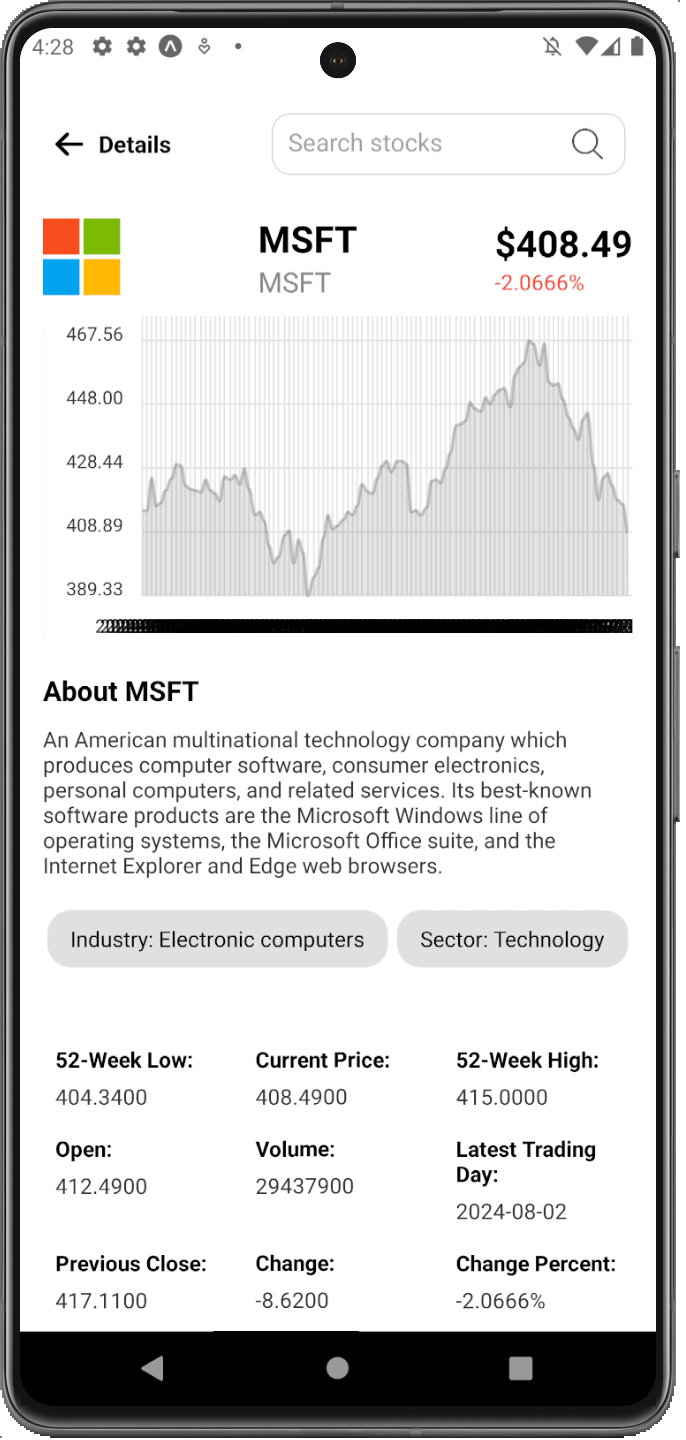 4:28
Details
Search stocks
MSFT
$408.49
MSFT
-2.0666%
467.56
448.00
428.44
408.89
389.33
About MSFT
An American multinational technology company which
produces computer software, consumer electronics,
personal computers, and related services. Its best-known
software products are the Microsoft Windows line of
operating systems, the Microsoft Office suite, and the
Internet Explorer and Edge web browsers.
Industry: Electronic computers
Sector: Technology
52-Week Low:
Current Price:
52-Week High:
404.3400
408.4900
415.0000
Open:
Volume:
Latest Trading
Day:
412.4900
29437900
2024-08-02
Previous Close:
Change:
Change Percent:
417.1100
-8.6200
-2.0666%